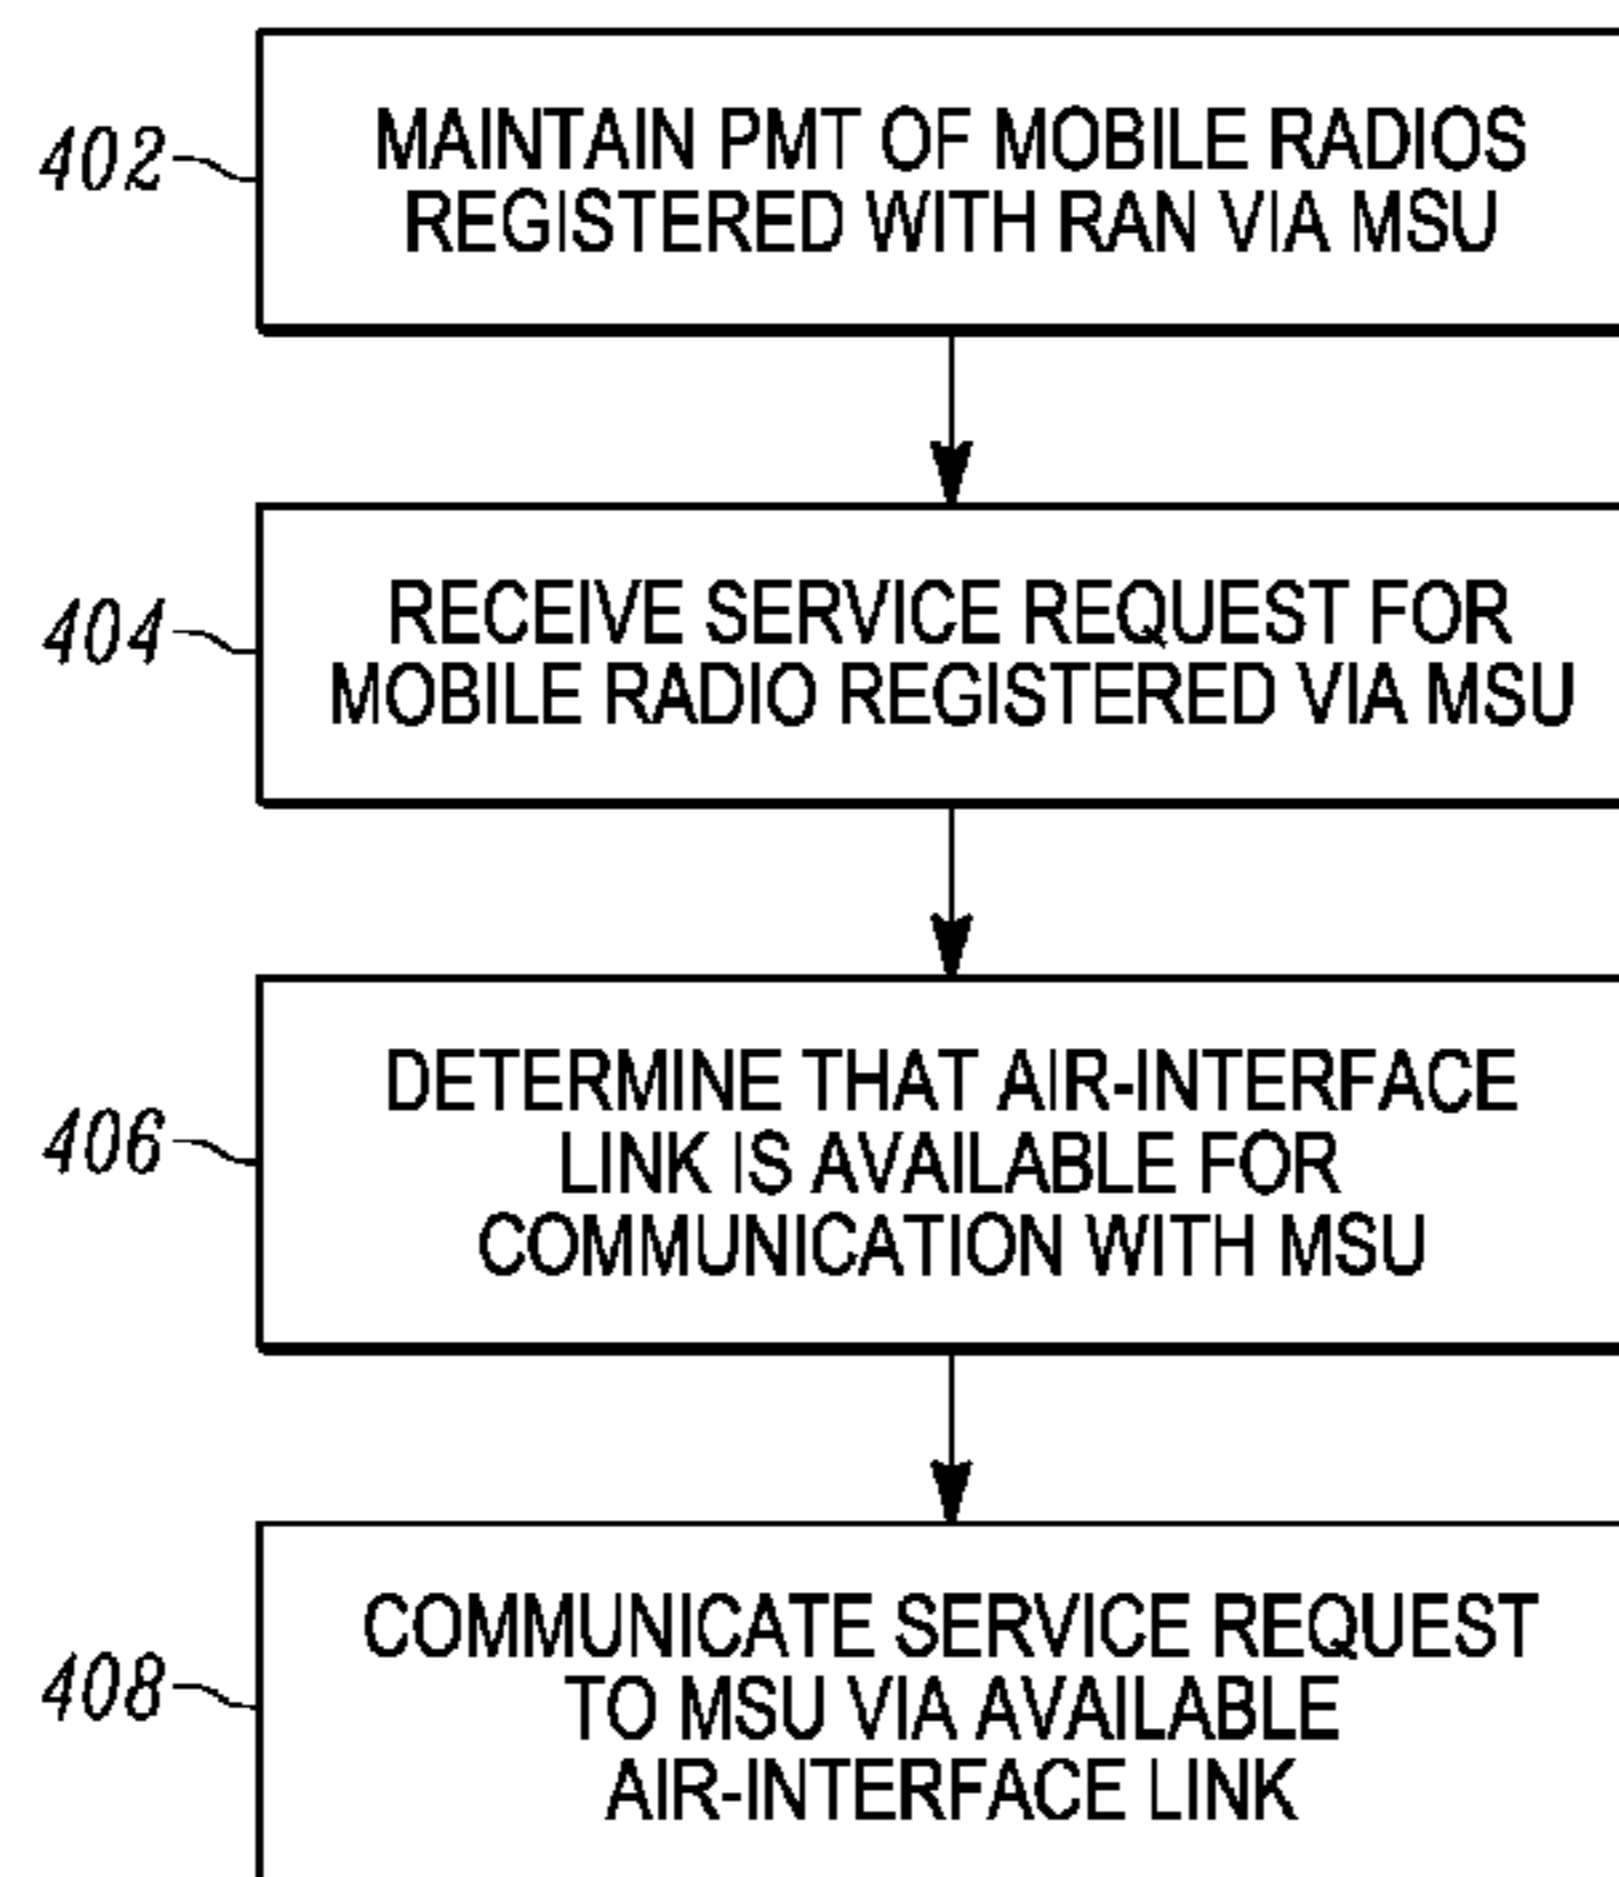 402
MAINTAIN PMT OF MOBILE RADIOS
REGISTERED WITH RAN VIA MSU
404
RECEIVE SERVICE REQUEST FOR
MOBILE RADIO REGISTERED VIA MSU
406
DETERMINE THAT AIR-INTERFACE
LINK IS AVAILABLE FOR
COMMUNICATION WITH MSU
408
COMMUNICATE SERVICE REQUEST
TO MSU VIA AVAILABLE
AIR-INTERFACE LINK